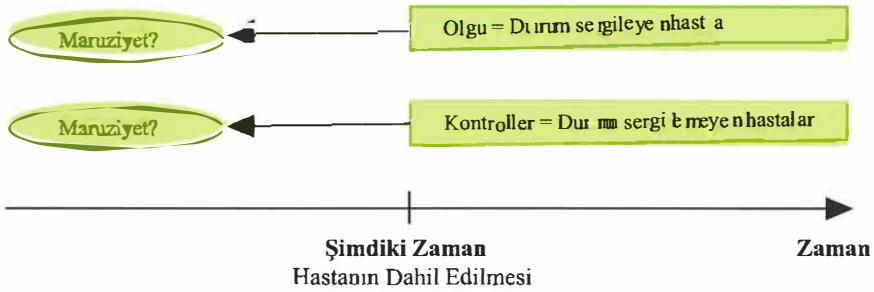 Maruziyet?
Olgu = Durum sergileyen hasta
Maruziyet?
Kontroller = Durum sergilemeyen hastalar
Şimdiki Zaman
Zaman
Hastanın Dahil Edilmesi